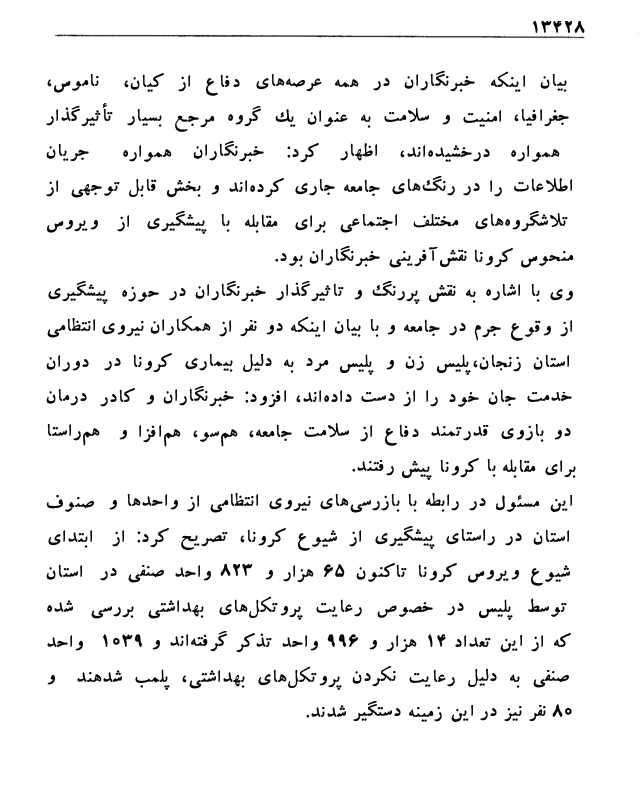 ۱۳۴۲۸
بیان اینکه خبرنگاران در همه عرصه‌های دفاع از کیان، ناموس،
جغرافیا، امنیت و سلامت به عنوان یك گروه مرجع بسیار تأثیرگذار
همواره درخشیده‌اند، اظهار کرد: خبرنگاران همواره جریان
اطلاعات را در رنگ‌های جامعه جاری کرده‌اند و بخش قابل توجهی از
تلاشگروه‌های مختلف اجتماعی برای مقابله با پیشگیری از ویروس
منحوس کرونا نقش‌آفرینی خبرنگاران بود.
وی با اشاره به نقش پررنگ و تاثیرگذار خبرنگاران در حوزه پیشگیری
از وقوع جرم در جامعه و با بیان اینکه دو نفر از همکاران نیروی انتظامی
استان زنجان،پلیس زن و پلیس مرد به دلیل بیماری کرونا در دوران
خدمت جان خود را از دست داده‌اند، افزود: خبرنگاران و کادر درمان
دو بازوی قدرتمند دفاع از سلامت جامعه، هم‌سو، هم‌افزا و هم‌راستا
برای مقابله با کرونا پیش رفتند.
این مسئول در رابطه با بازرسی‌های نیروی انتظامی از واحدها و صنوف
استان در راستای پیشگیری از شیوع کرونا، تصریح کرد: از ابتدای
شیوع ویروس کرونا تاکنون ۶۵ هزار و ۸۲۳ واحد صنفی در استان
توسط پلیس در خصوص رعایت پروتکل‌های بهداشتی بررسی شده
که از این تعداد ۱۴ هزار و ۹۹۶ واحد تذکر گرفته‌اند و ۱۰۳۹ واحد
صنفی به دلیل رعایت نکردن پروتکل‌های بهداشتی، پلمب شدهند و
۸۰ نفر نیز در این زمینه دستگیر شدند.